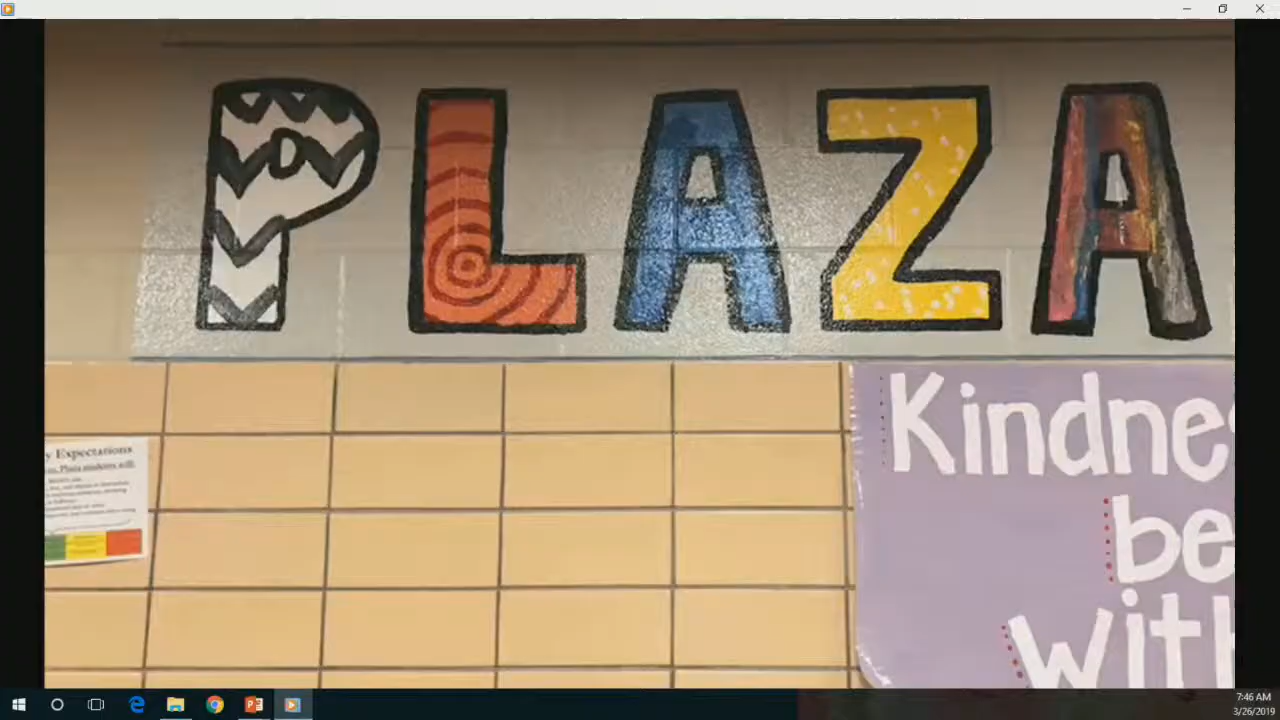 PLAZA
Kindne
be
with
y Expectations
Plaza students will:
7:46 AM
3/26/2019